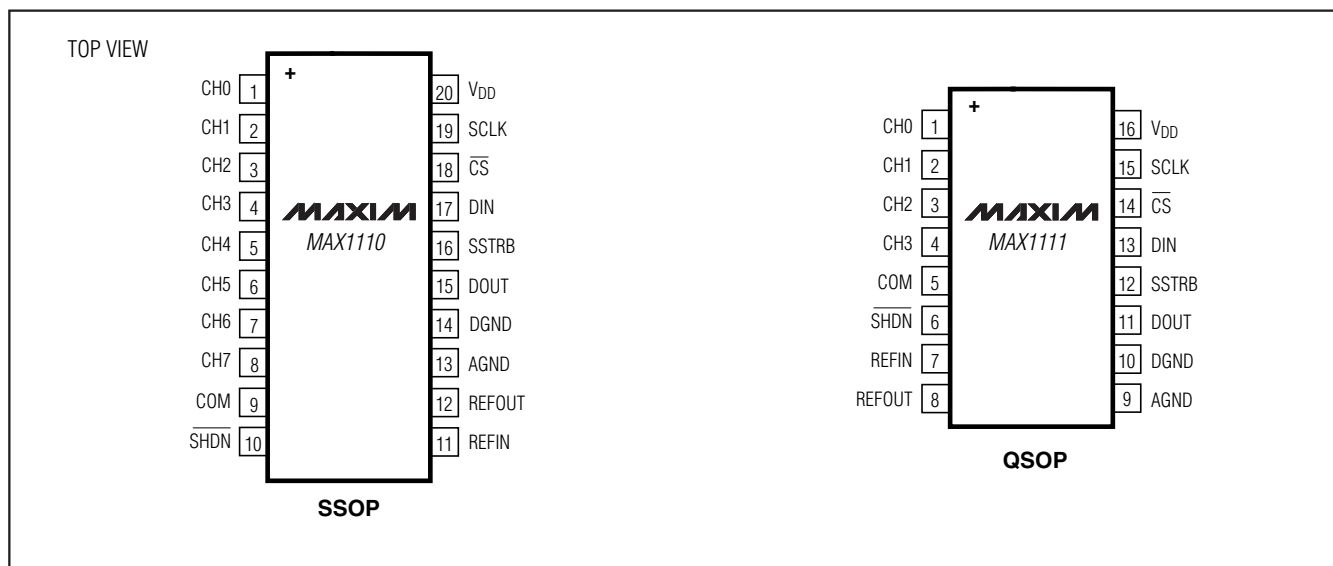 TOP VIEW
+
CH0 1 20 VDD
CH1 2 19 SCLK
CH2 3 18 C̅S̅
CH3 4 17 DIN
MAXIM
MAX1110
CH4 5 16 SSTRB
CH5 6 15 DOUT
CH6 7 14 DGND
CH7 8 13 AGND
COM 9 12 REFOUT
S̅H̅D̅N̅ 10 11 REFIN
SSOP
+
CH0 1 16 VDD
CH1 2 15 SCLK
CH2 3 14 C̅S̅
MAXIM
CH3 4 13 DIN
MAX1111
COM 5 12 SSTRB
S̅H̅D̅N̅ 6 11 DOUT
REFIN 7 10 DGND
REFOUT 8 9 AGND
QSOP